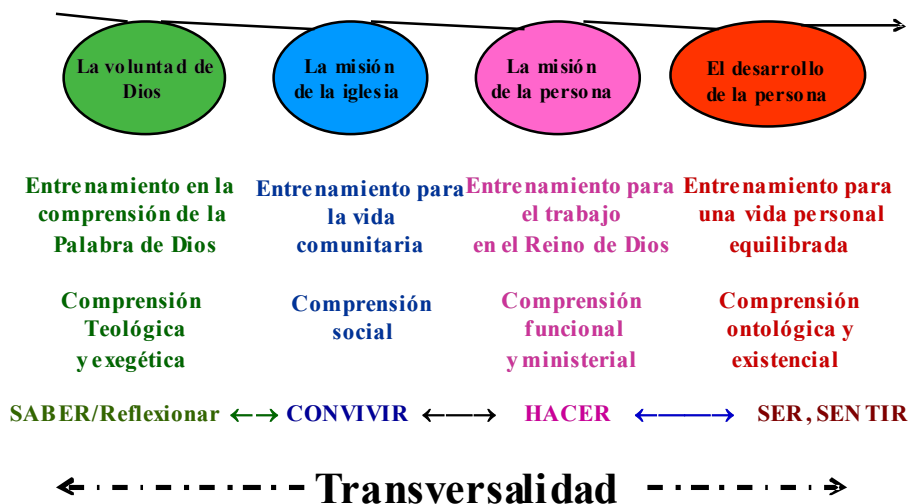 La voluntad de
Dios
La misión
de la iglesia
La misión
de la persona
El desarrollo
de la persona
Entrenamiento en la
comprensión de la
Palabra de Dios
Entrenamiento para
la vida
comunitaria
Entrenamiento para
el trabajo
en el Reino de Dios
Entrenamiento para
una vida personal
equilibrada
Comprensión
Teológica
y exegética
Comprensión
social
Comprensión
funcional
y ministerial
Comprensión
ontológica y
existencial
SABER/Reflexionar ←→ CONVIVIR ←→ HACER ←→ SER, SENTIR
Transversalidad